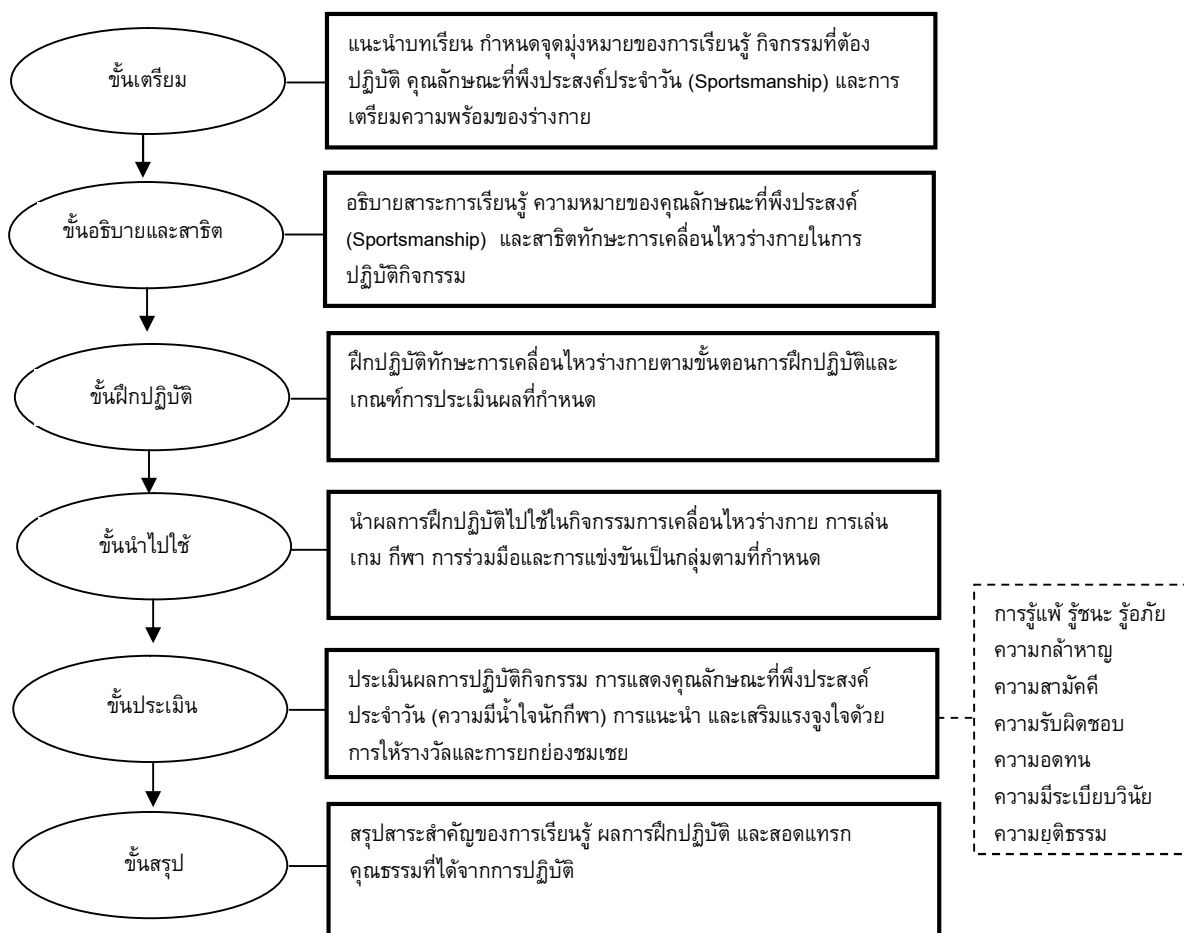 ขั้นเตรียม
แนะนำบทเรียน กำหนดจุดมุ่งหมายของการเรียนรู้ กิจกรรมที่ต้อง
ปฏิบัติ คุณลักษณะที่พึงประสงค์ประจำวัน (Sportsmanship) และการ
เตรียมความพร้อมของร่างกาย
ขั้นอธิบายและสาธิต
อธิบายสาระการเรียนรู้ ความหมายของคุณลักษณะที่พึงประสงค์
(Sportsmanship) และสาธิตทักษะการเคลื่อนไหวร่างกายในการ
ปฏิบัติกิจกรรม
ขั้นฝึกปฏิบัติ
ฝึกปฏิบัติทักษะการเคลื่อนไหวร่างกายตามขั้นตอนการฝึกปฏิบัติและ
เกณฑ์การประเมินผลที่กำหนด
ขั้นนำไปใช้
นำผลการฝึกปฏิบัติไปใช้ในกิจกรรมการเคลื่อนไหวร่างกาย การเล่น
เกม กีฬา การร่วมมือและการแข่งขันเป็นกลุ่มตามที่กำหนด
ขั้นประเมิน
ประเมินผลการปฏิบัติกิจกรรม การแสดงคุณลักษณะที่พึงประสงค์
ประจำวัน (ความมีน้ำใจนักกีฬา) การแนะนำ และเสริมแรงจูงใจด้วย
การให้รางวัลและการยกย่องชมเชย
การรู้แพ้ รู้ชนะ รู้อภัย
ความกล้าหาญ
ความสามัคคี
ความรับผิดชอบ
ความอดทน
ความมีระเบียบวินัย
ความยุติธรรม
ขั้นสรุป
สรุปสาระสำคัญของการเรียนรู้ ผลการฝึกปฏิบัติ และสอดแทรก
คุณธรรมที่ได้จากการปฏิบัติ